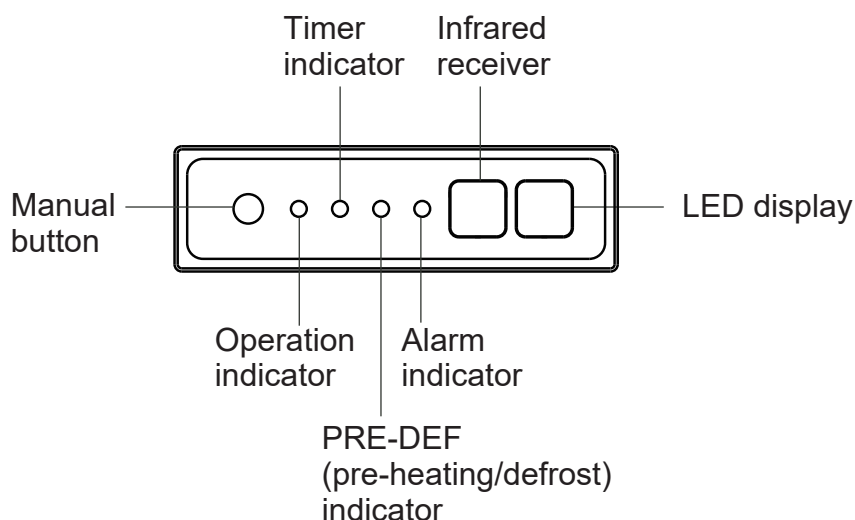 Timer
indicator
Infrared
receiver
Manual
button
LED display
Operation
indicator
Alarm
indicator
PRE-DEF
(pre-heating/defrost)
indicator